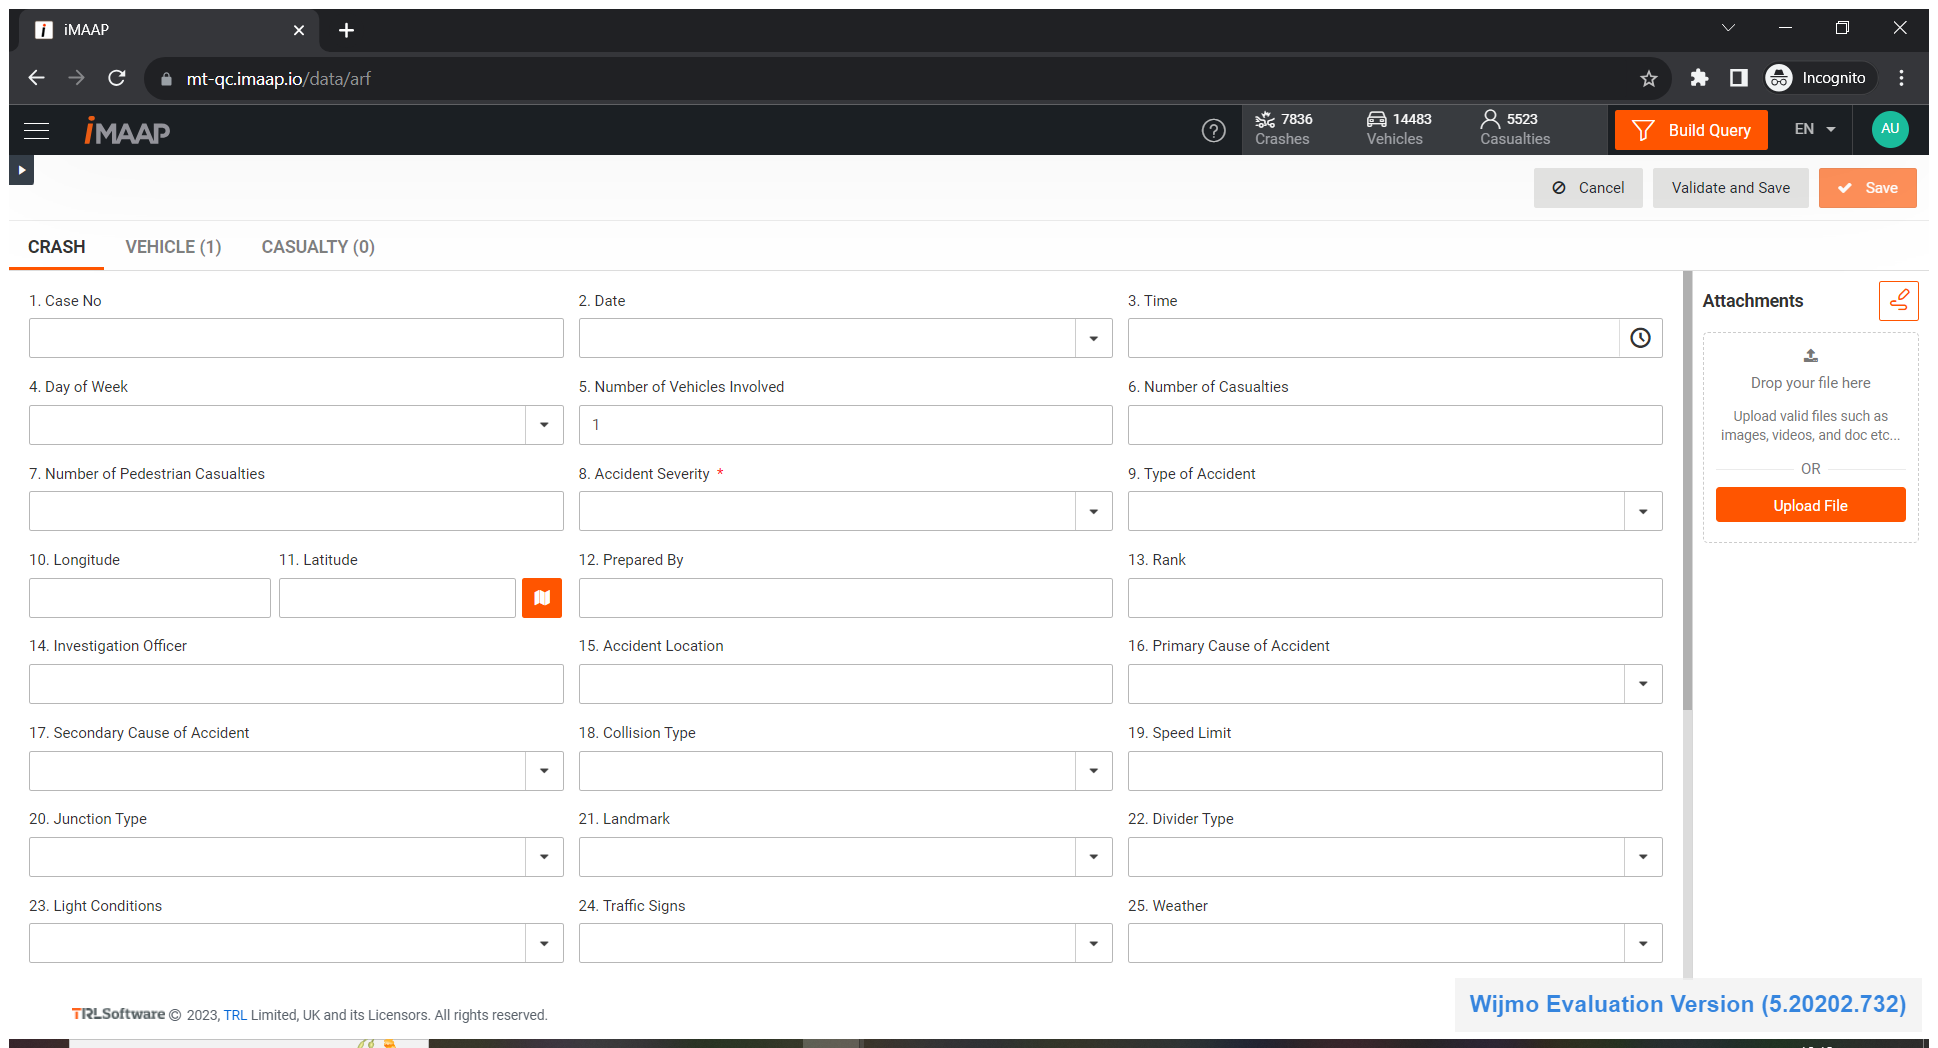 iMAAP
mt-qc.imaap.io/data/arf
Incognito
iMAAP
7836
Crashes
14483
Vehicles
5523
Casualties
Build Query
EN
AU
Cancel
Validate and Save
Save
CRASH
VEHICLE (1)
CASUALTY (0)
1. Case No
2. Date
3. Time
4. Day of Week
5. Number of Vehicles Involved
6. Number of Casualties
1
7. Number of Pedestrian Casualties
8. Accident Severity *
9. Type of Accident
10. Longitude
11. Latitude
12. Prepared By
13. Rank
14. Investigation Officer
15. Accident Location
16. Primary Cause of Accident
17. Secondary Cause of Accident
18. Collision Type
19. Speed Limit
20. Junction Type
21. Landmark
22. Divider Type
23. Light Conditions
24. Traffic Signs
25. Weather
Attachments
Drop your file here
Upload valid files such as
images, videos, and doc etc...
OR
Upload File
TRLSoftware © 2023, TRL Limited, UK and its Licensors. All rights reserved.
Wijmo Evaluation Version (5.20202.732)